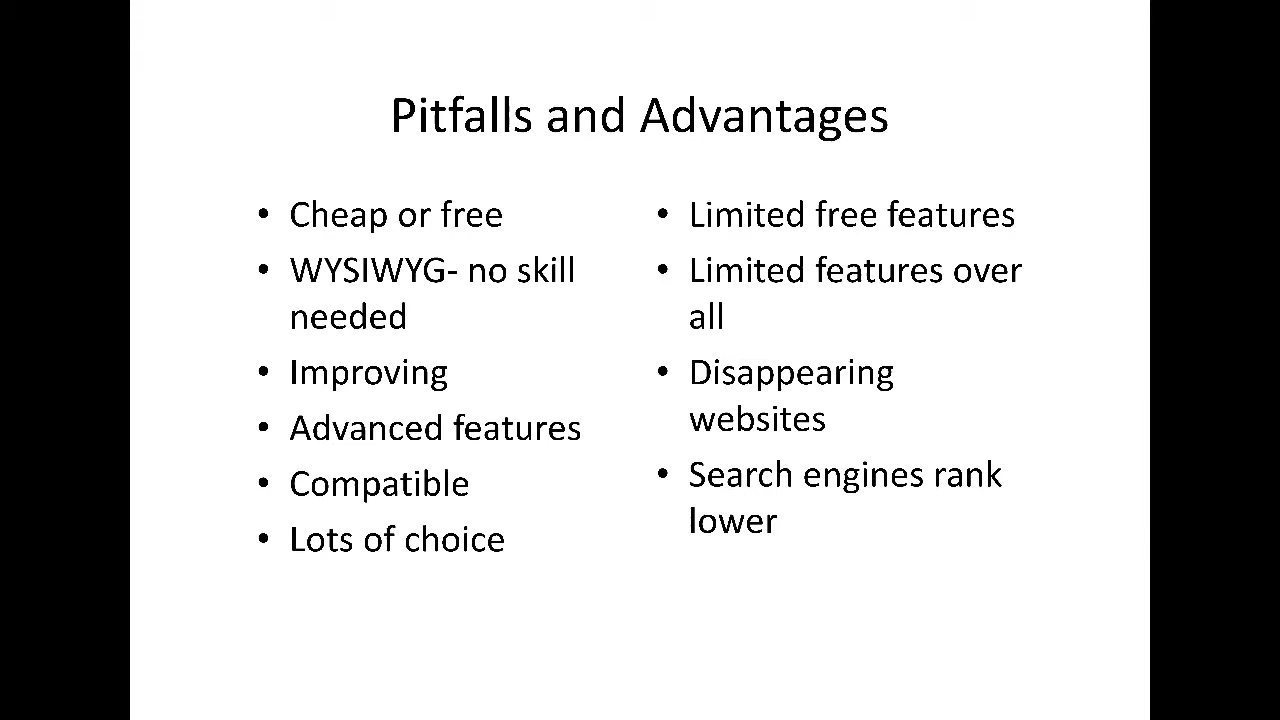 Pitfalls and Advantages
• Cheap or free
• WYSIWYG- no skill
needed
• Improving
• Advanced features
• Compatible
• Lots of choice
• Limited free features
• Limited features over
all
• Disappearing
websites
• Search engines rank
lower